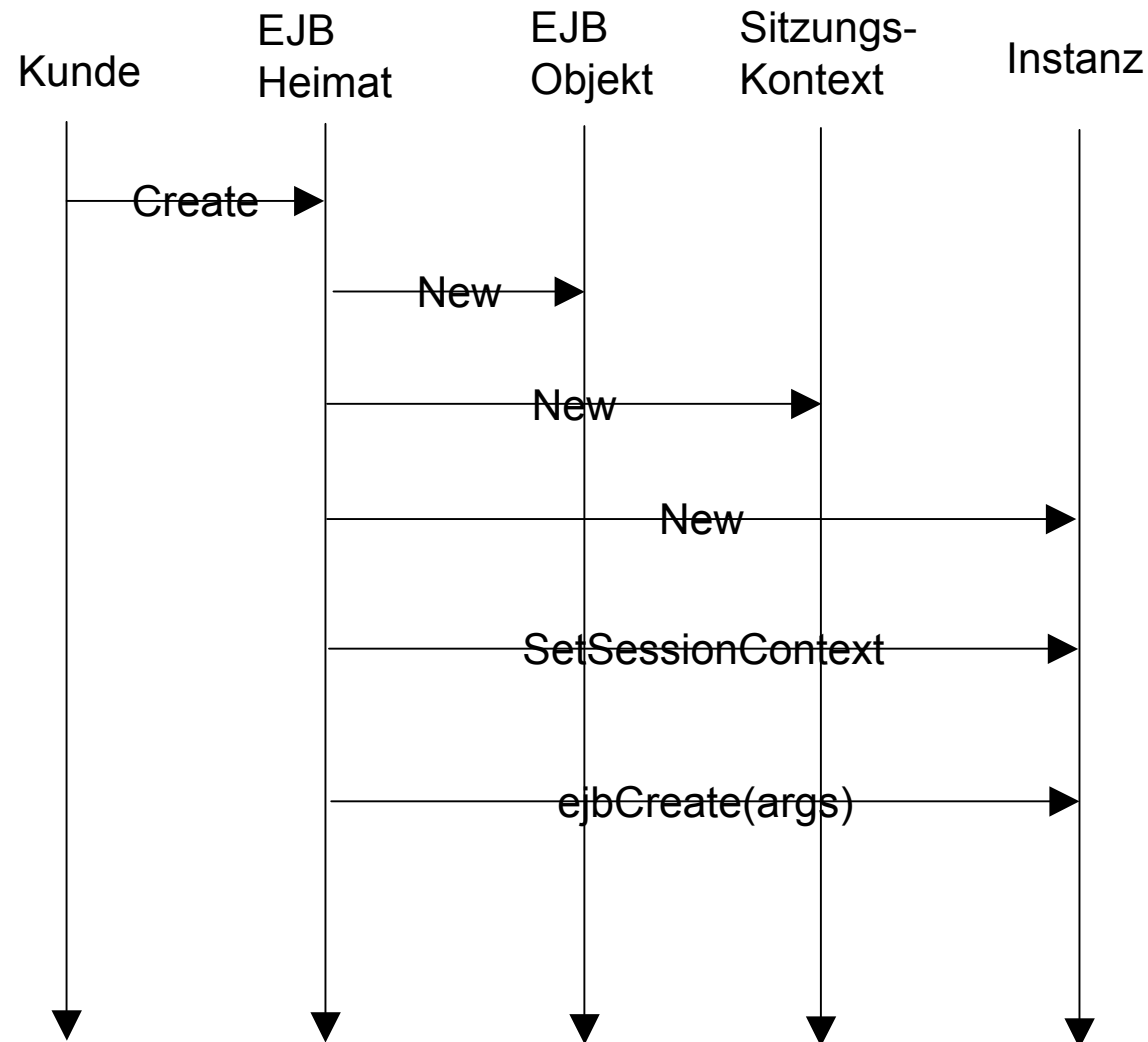 Kunde
EJB
Heimat
EJB
Objekt
Sitzungs-
Kontext
Instanz
Create
New
New
New
SetSessionContext
ejbCreate(args)